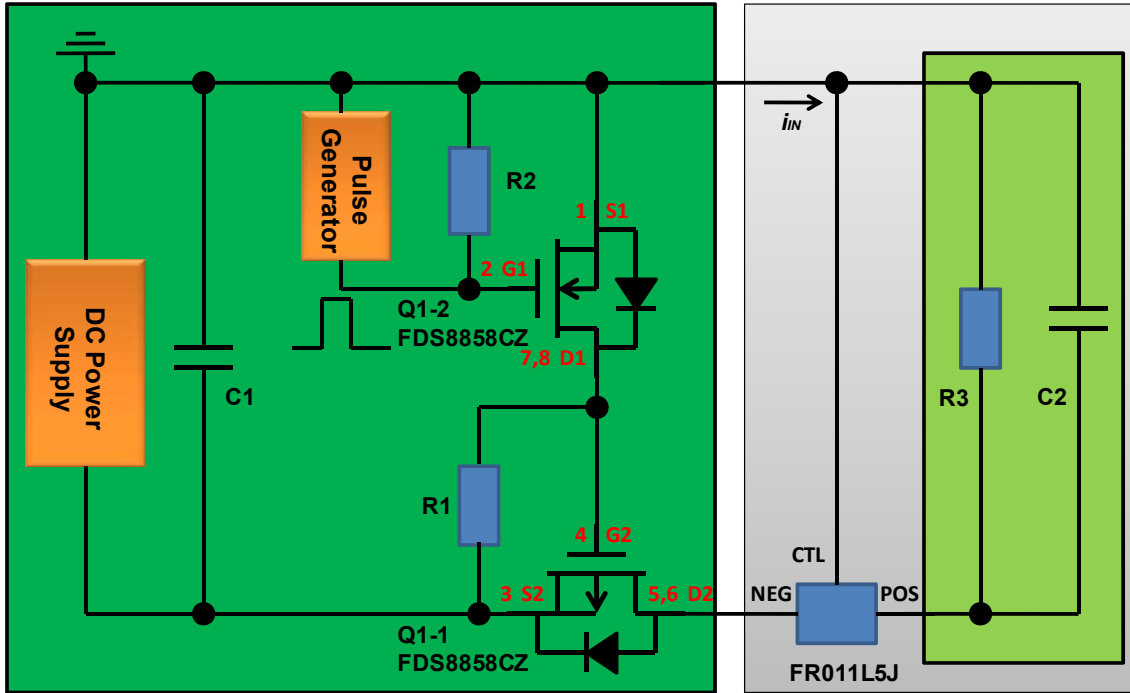 DC Power
Supply
C1
Pulse
Generator
R2
1 S1
2 G1
Q1-2
FDS8858CZ
7,8 D1
R1
4 G2
3 S2
5,6 D2
Q1-1
FDS8858CZ
iIN
CTL
NEG
POS
FR011L5J
R3
C2